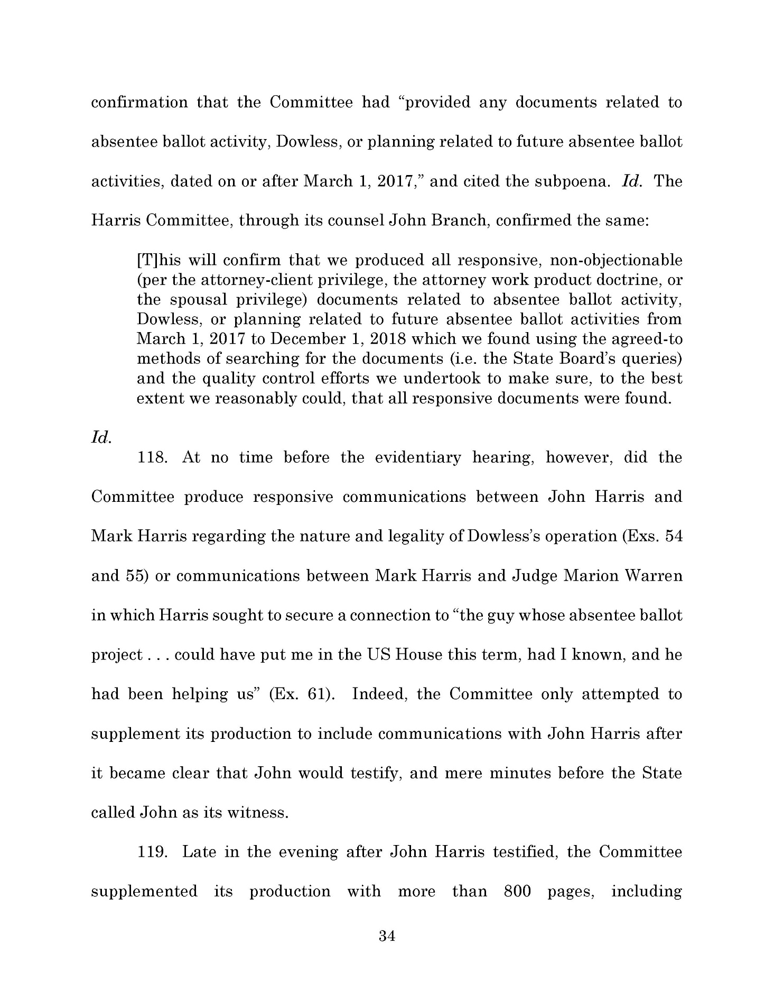 confirmation that the Committee had “provided any documents related to
absentee ballot activity, Dowless, or planning related to future absentee ballot
activities, dated on or after March 1, 2017,” and cited the subpoena. Id. The
Harris Committee, through its counsel John Branch, confirmed the same:
[T]his will confirm that we produced all responsive, non-objectionable
(per the attorney-client privilege, the attorney work product doctrine, or
the spousal privilege) documents related to absentee ballot activity,
Dowless, or planning related to future absentee ballot activities from
March 1, 2017 to December 1, 2018 which we found using the agreed-to
methods of searching for the documents (i.e. the State Board’s queries)
and the quality control efforts we undertook to make sure, to the best
extent we reasonably could, that all responsive documents were found.
Id.
118. At no time before the evidentiary hearing, however, did the
Committee produce responsive communications between John Harris and
Mark Harris regarding the nature and legality of Dowless’s operation (Exs. 54
and 55) or communications between Mark Harris and Judge Marion Warren
in which Harris sought to secure a connection to “the guy whose absentee ballot
project . . . could have put me in the US House this term, had I known, and he
had been helping us” (Ex. 61). Indeed, the Committee only attempted to
supplement its production to include communications with John Harris after
it became clear that John would testify, and mere minutes before the State
called John as its witness.
119. Late in the evening after John Harris testified, the Committee
supplemented its production with more than 800 pages, including
34